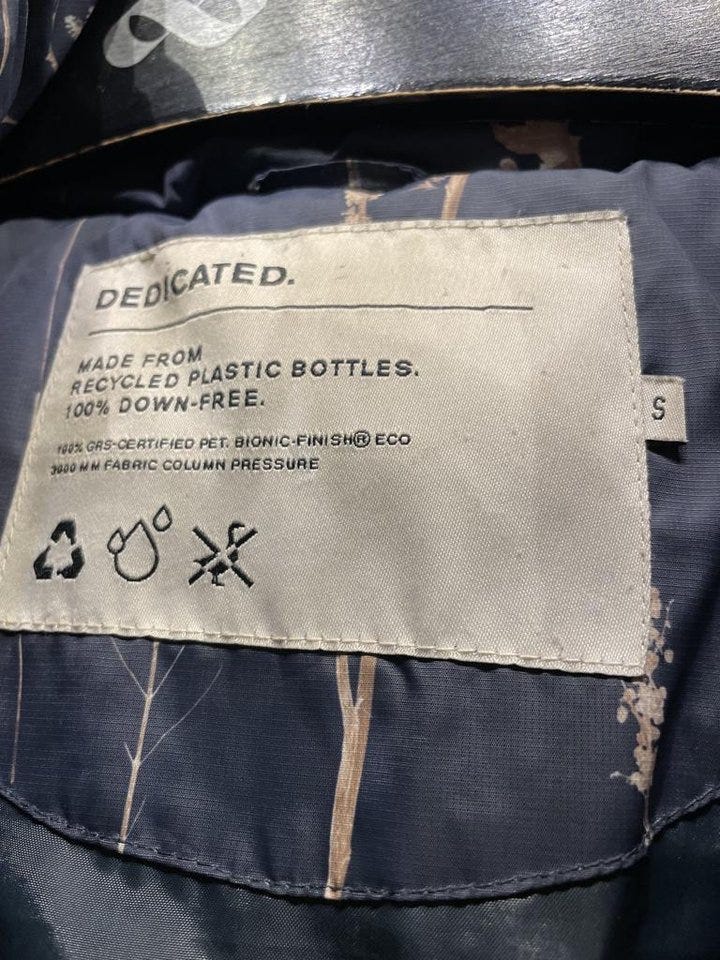 DEDICATED.
MADE FROM
RECYCLED PLASTIC BOTTLES.
100% DOWN-FREE.
100% GRS-CERTIFIED PET. BIONIC-FINISH® ECO
3000 MM FABRIC COLUMN PRESSURE
S